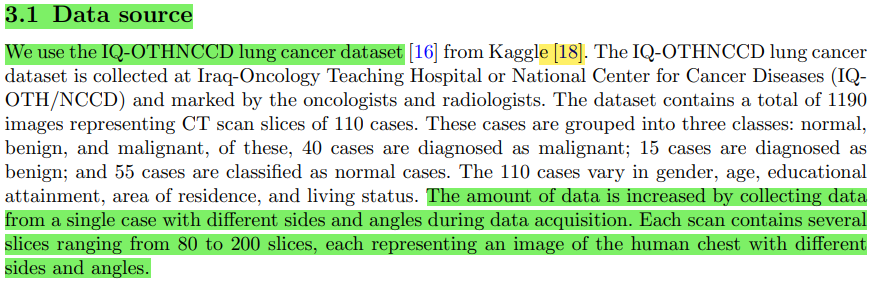 3.1 Data source
We use the IQ-OTHNCCD lung cancer dataset [16] from Kaggle [18]. The IQ-OTHNCCD lung cancer
dataset is collected at Iraq-Oncology Teaching Hospital or National Center for Cancer Diseases (IQ-
OTH/NCCD) and marked by the oncologists and radiologists. The dataset contains a total of 1190
images representing CT scan slices of 110 cases. These cases are grouped into three classes: normal,
benign, and malignant, of these, 40 cases are diagnosed as malignant; 15 cases are diagnosed as
benign; and 55 cases are classified as normal cases. The 110 cases vary in gender, age, educational
attainment, area of residence, and living status. The amount of data is increased by collecting data
from a single case with different sides and angles during data acquisition. Each scan contains several
slices ranging from 80 to 200 slices, each representing an image of the human chest with different
sides and angles.